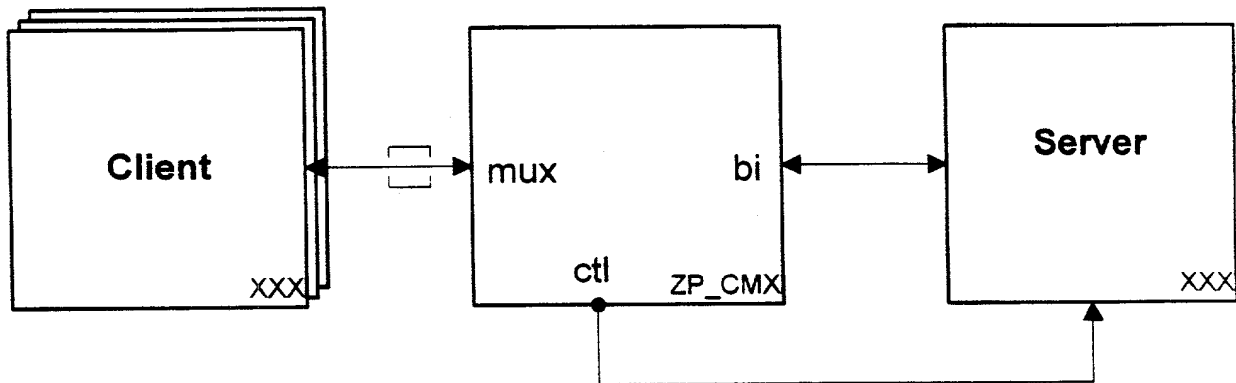 Client
XXX
mux
bi
ctl
ZP_CMX
Server
XXX